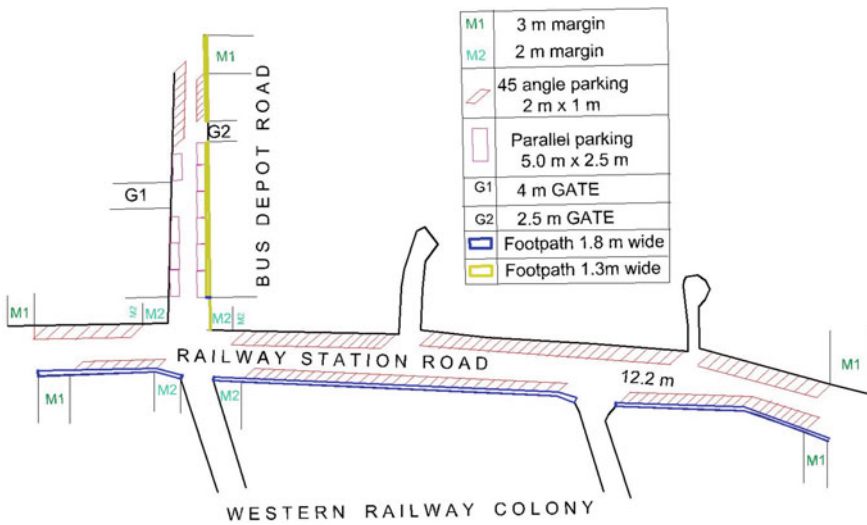 M1 3 m margin
M2 2 m margin
45 angle parking
2 m x 1 m
Parallel parking
5.0 m x 2.5 m
G1 4 m GATE
G2 2.5 m GATE
Footpath 1.8 m wide
Footpath 1.3m wide
M1
G2
G1
BUS DEPOT ROAD
M1
M2
M2
M2
M2
RAILWAY STATION ROAD
12.2 m
M1
M1
M2
M2
M1
WESTERN RAILWAY COLONY